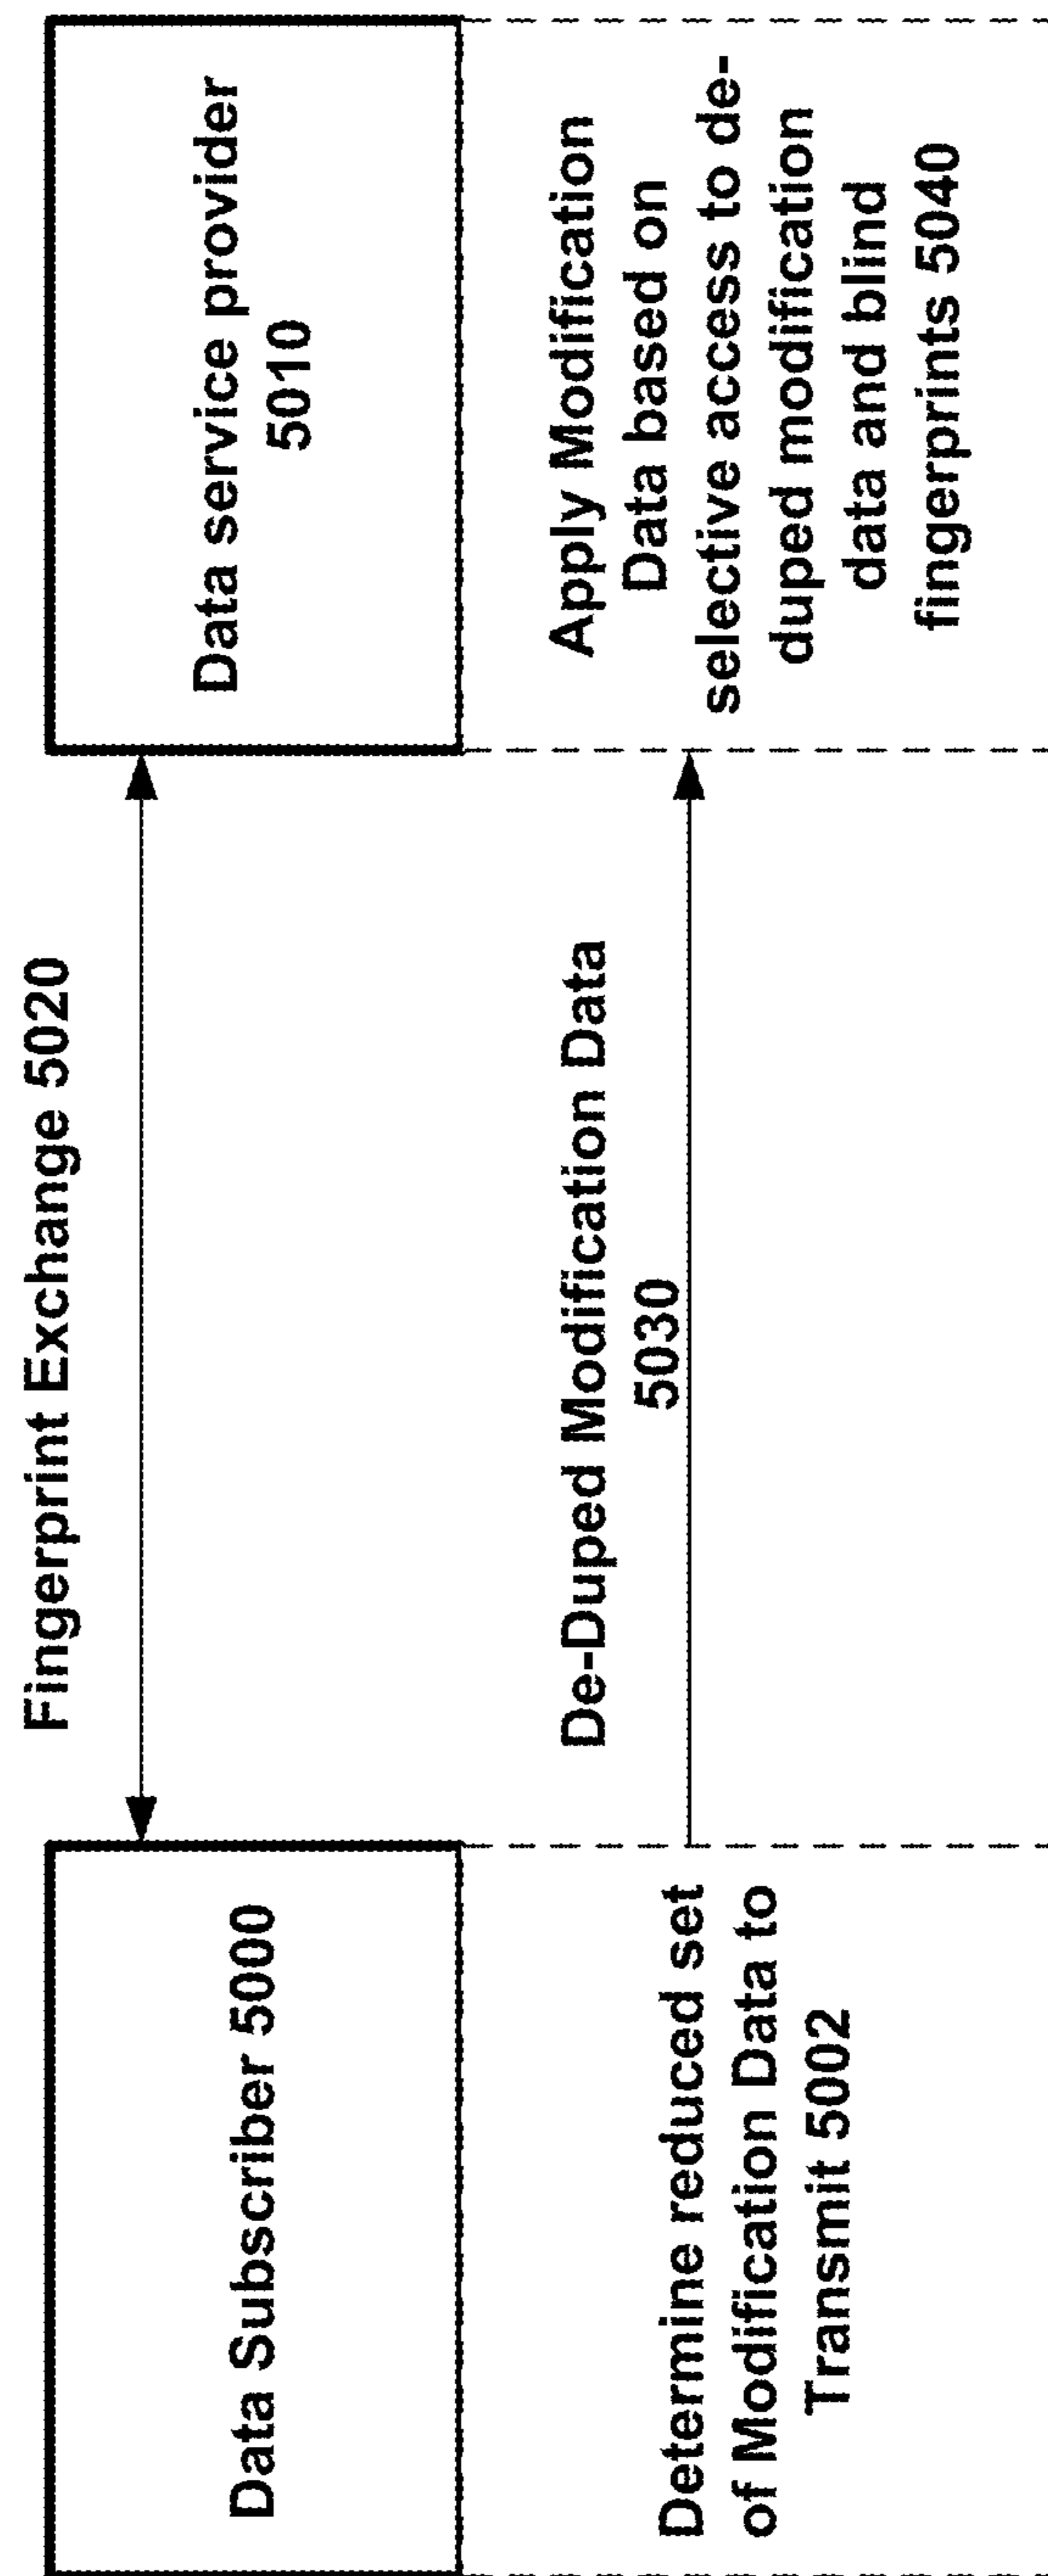 Fingerprint Exchange 5020
Data Subscriber 5000
Data service provider
5010
De-Duped Modification Data
5030
Determine reduced set
of Modification Data to
Transmit 5002
Apply Modification
Data based on
selective access to de-
duped modification
data and blind
fingerprints 5040